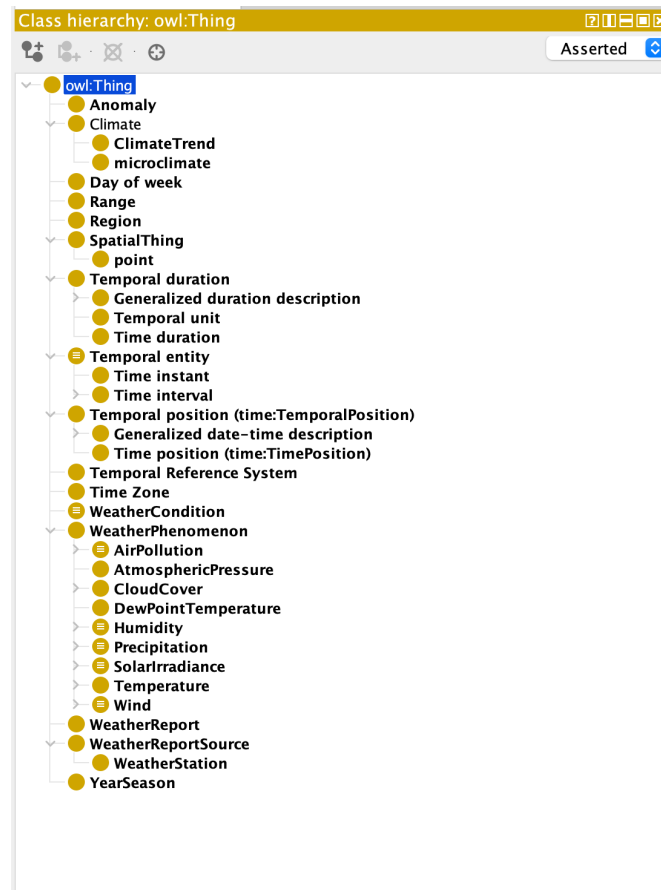 Class hierarchy: owl:Thing
Asserted
owl:Thing
Anomaly
Climate
ClimateTrend
microclimate
Day of week
Range
Region
SpatialThing
point
Temporal duration
Generalized duration description
Temporal unit
Time duration
Temporal entity
Time instant
Time interval
Temporal position (time:TemporalPosition)
Generalized date-time description
Time position (time:TimePosition)
Temporal Reference System
Time Zone
WeatherCondition
WeatherPhenomenon
AirPollution
AtmosphericPressure
CloudCover
DewPointTemperature
Humidity
Precipitation
SolarIrradiance
Temperature
Wind
WeatherReport
WeatherReportSource
WeatherStation
YearSeason